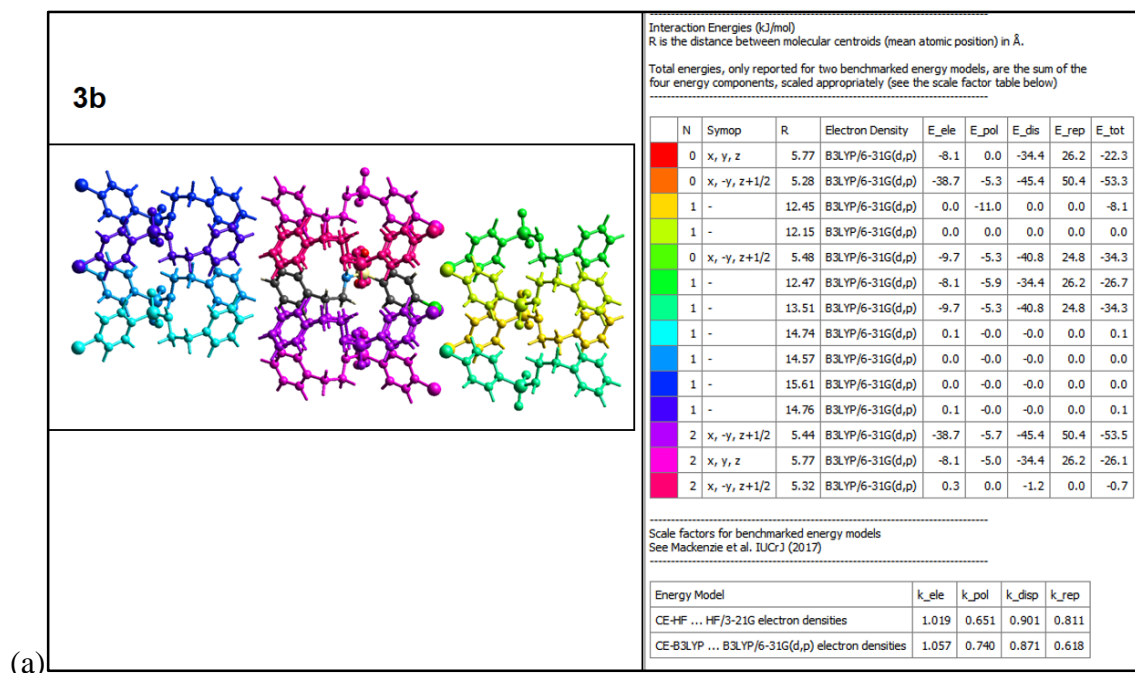 3b
(a)
Interaction Energies (kJ/mol)
R is the distance between molecular centroids (mean atomic position) in Å.
Total energies, only reported for two benchmarked energy models, are the sum of the
four energy components, scaled appropriately (see the scale factor table below)
N Symop R Electron Density E_ele E_pol E_dis E_rep E_tot
0 x, y, z 5.77 B3LYP/6-31G(d,p) -8.1 0.0 -34.4 26.2 -22.3
0 x, -y, z+1/2 5.28 B3LYP/6-31G(d,p) -38.7 -5.3 -45.4 50.4 -53.3
1 - 12.45 B3LYP/6-31G(d,p) 0.0 -11.0 0.0 0.0 -8.1
1 - 12.15 B3LYP/6-31G(d,p) 0.0 0.0 0.0 0.0 0.0
0 x, -y, z+1/2 5.48 B3LYP/6-31G(d,p) -9.7 -5.3 -40.8 24.8 -34.3
1 - 12.47 B3LYP/6-31G(d,p) -8.1 -5.9 -34.4 26.2 -26.7
1 - 13.51 B3LYP/6-31G(d,p) -9.7 -5.3 -40.8 24.8 -34.3
1 - 14.74 B3LYP/6-31G(d,p) 0.1 -0.0 -0.0 0.0 0.1
1 - 14.57 B3LYP/6-31G(d,p) 0.0 -0.0 -0.0 0.0 0.0
1 - 15.61 B3LYP/6-31G(d,p) 0.0 -0.0 -0.0 0.0 0.0
1 - 14.76 B3LYP/6-31G(d,p) 0.1 -0.0 -0.0 0.0 0.1
2 x, -y, z+1/2 5.44 B3LYP/6-31G(d,p) -38.7 -5.7 -45.4 50.4 -53.5
2 x, y, z 5.77 B3LYP/6-31G(d,p) -8.1 -5.0 -34.4 26.2 -26.1
2 x, -y, z+1/2 5.32 B3LYP/6-31G(d,p) 0.3 0.0 -1.2 0.0 -0.7
Scale factors for benchmarked energy models
See Mackenzie et al. IUCrJ (2017)
Energy Model k_ele k_pol k_disp k_rep
CE-HF ... HF/3-21G electron densities 1.019 0.651 0.901 0.811
CE-B3LYP ... B3LYP/6-31G(d,p) electron densities 1.057 0.740 0.871 0.618